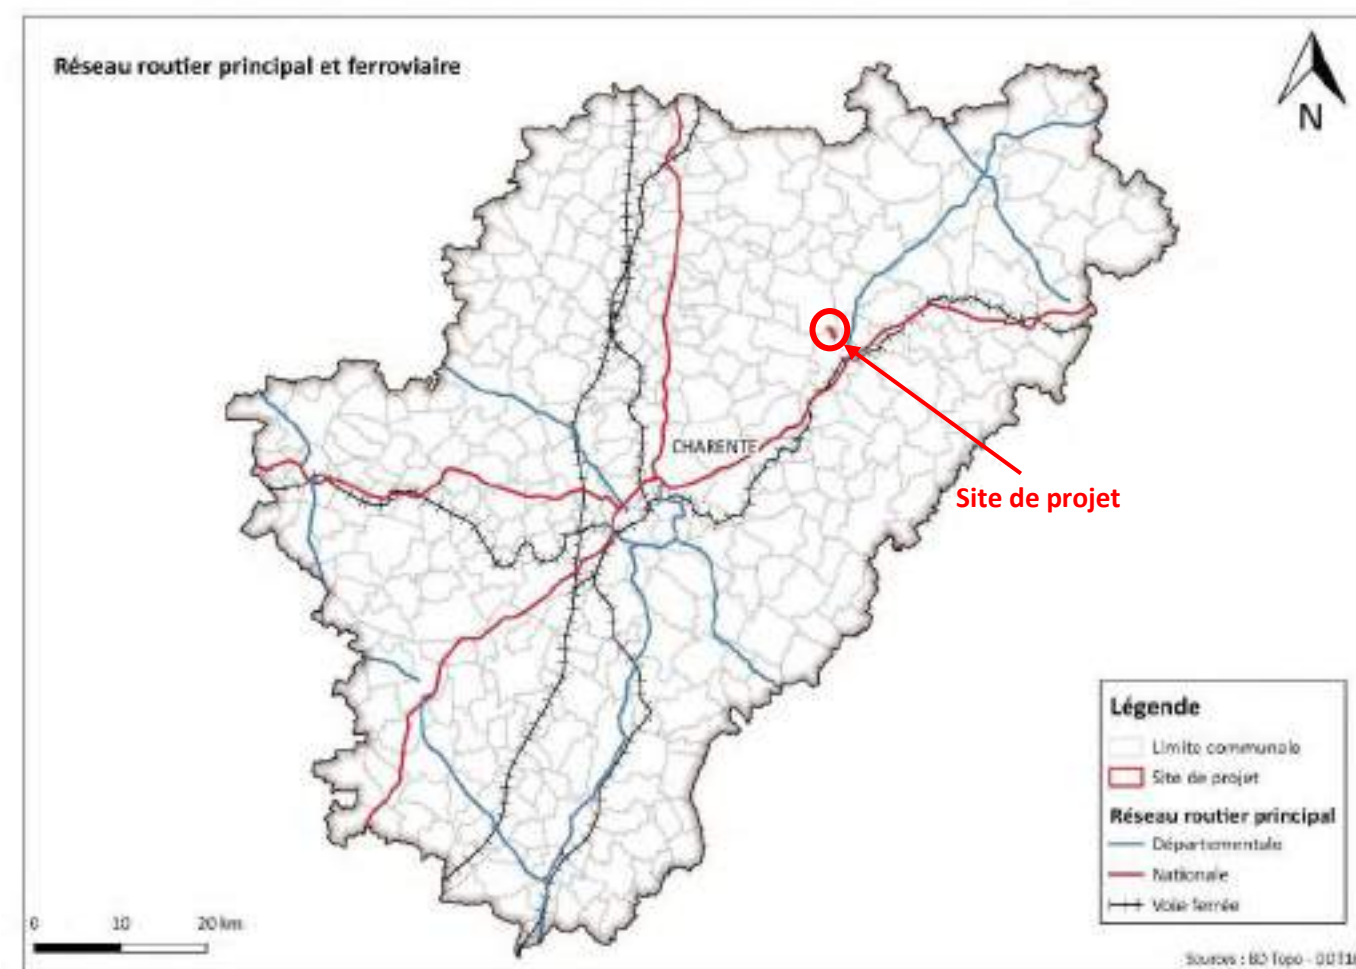 Réseau routier principal et ferroviaire
N
CHARENTE
Site de projet
Légende
Limite communale
Site de projet
Réseau routier principal
Départementale
Nationale
Voie ferrée
0 10 20 km
Sources : BD Topo - DDT16